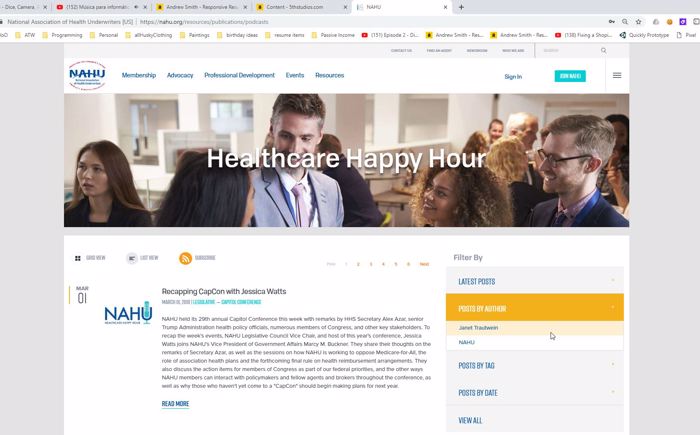 - Dice, Camera,
(152) Música para informati
Andrew Smith - Responsive Re
Content - 5thstudios.com
NAHU
National Association of Health Underwriters [US] | https://nahu.org/resources/publications/podcasts
ATW
Programming
Personal
allHuskyClothing
Paintings
birthday ideas
resume items
Passive Income
(151) Episode 2 - D
Andrew Smith - Res
Andrew Smith - Res
(138) Fixing a Shopi
Quickly Prototype
Pixel
CONTACT US
FIND AN AGENT
NEWSROOM
WHO WE ARE
SEARCH
NAHU
Membership
Advocacy
Professional Development
Events
Resources
Sign In
JOIN NAHU
Healthcare Happy Hour
GRID VIEW
LIST VIEW
SUBSCRIBE
Prev 1 2 3 4 5 6 Next
Filter By
LATEST POSTS
POSTS BY AUTHOR
Janet Trautwein
NAHU
POSTS BY TAG
POSTS BY DATE
VIEW ALL
MAR
01
NAHU
HEALTHCARE HAPPY HOUR
Recapping CapCon with Jessica Watts
MARCH 01, 2019 | LEGISLATIVE — CAPITOL CONFERENCE
NAHU held its 29th annual Capitol Conference this week with remarks by HHS Secretary Alex Azar, senior
Trump Administration health policy officials, numerous members of Congress, and other key stakeholders. To
recap the week's events, NAHU Legislative Council Vice Chair, and host of this year's conference, Jessica
Watts joins NAHU's Vice President of Government Affairs Marcy M. Buckner. They share their thoughts on the
remarks of Secretary Azar, as well as the sessions on how NAHU is working to oppose Medicare-for-All, the
role of association health plans and the forthcoming final rule on health reimbursement arrangements. They
also discuss the action items for members of Congress as part of our federal priorities, and the other ways
NAHU members can interact with policymakers and fellow agents and brokers throughout the conference, as
well as why those who haven't yet come to a "CapCon" should begin making plans for next year.
READ MORE